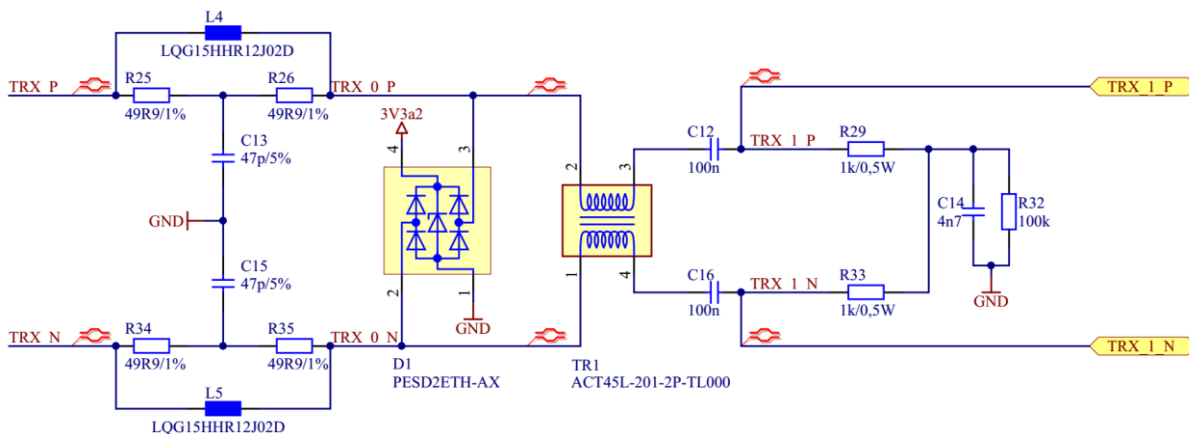 L4
LQG15HHR12J02D
TRX_P
R25
49R9/1%
R26
49R9/1%
TRX_0_P
C13
47p/5%
GND
C15
47p/5%
TRX_N
R34
49R9/1%
R35
49R9/1%
TRX_0_N
L5
LQG15HHR12J02D
3V3a2
4
3
2
1
GND
D1
PESD2ETH-AX
2
3
1
4
TR1
ACT45L-201-2P-TL000
C12
100n
TRX_1_P
R29
1k/0,5W
C16
100n
TRX_1_N
R33
1k/0,5W
C14
4n7
R32
100k
GND
TRX_1_P
TRX_1_N